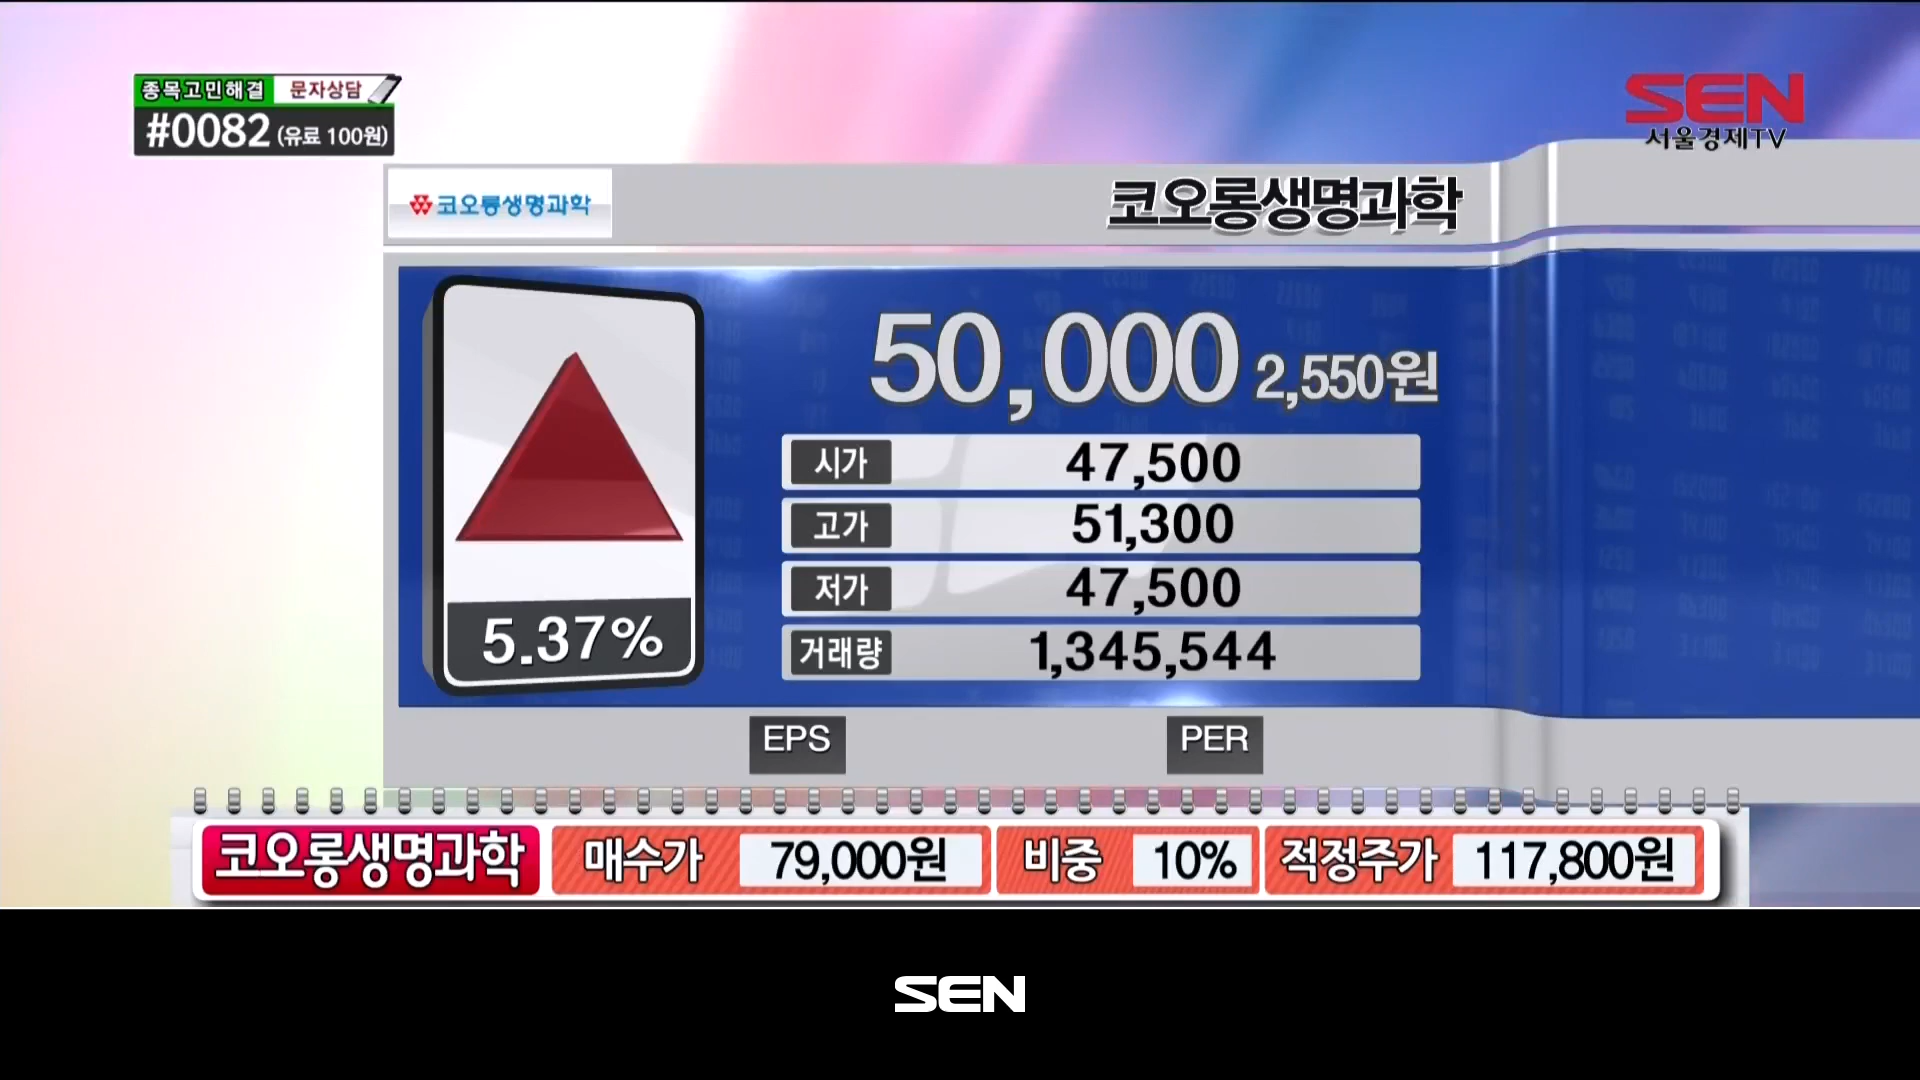 종목고민해결 문자상담
#0082 (유료 100원)
SEN
서울경제TV
코오롱생명과학
코오롱생명과학
50,000 2,550원
시가 47,500
고가 51,300
저가 47,500
거래량 1,345,544
5.37%
EPS
PER
코오롱생명과학 매수가 79,000원 비중 10% 적정주가 117,800원
SEN